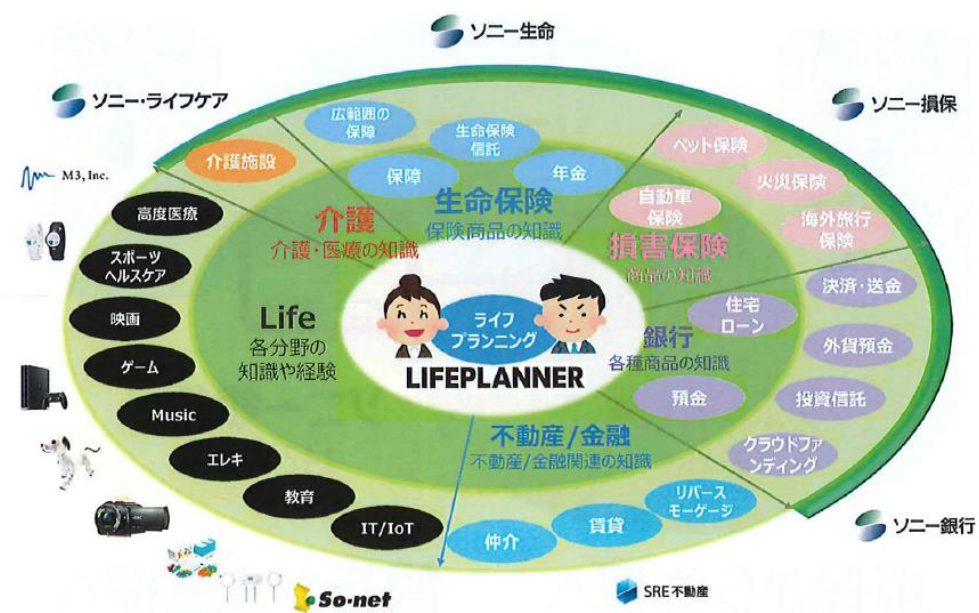 ソニー生命
ソニー・ライフケア
ソニー損保
広範囲の
保障
生命保険
信託
ペット保険
介護施設
保障
年金
火災保険
M3, Inc.
高度医療
介護
介護・医療の知識
生命保険
保険商品の知識
自動車
保険
海外旅行
保険
損害保険
商品の知識
スポーツ
ヘルスケア
決済・送金
映画
Life
各分野の
知識や経験
ライフ
プランニング
LIFEPLANNER
住宅
ローン
銀行
各種商品の知識
外貨預金
ゲーム
預金
投資信託
Music
不動産/金融
不動産/金融関連の知識
クラウドファ
ンディング
エレキ
教育
リバース
モーゲージ
IT/IoT
仲介
賃貸
ソニー銀行
So-net
SRE不動産